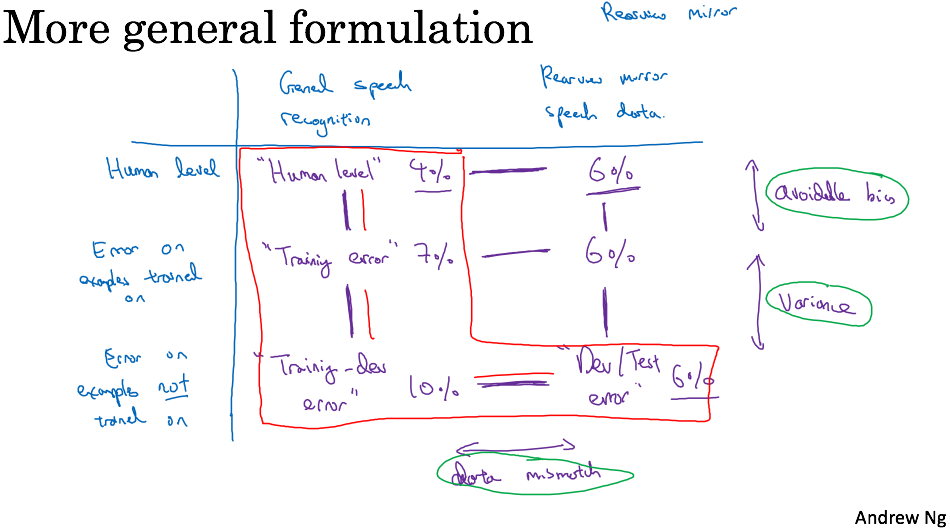 More general formulation
Rearview mirror
General speech recognition
Rearview mirror speech data.
Human level
"Human level" 4%
6%
avoidable bias
Error on examples trained on
"Training error" 7%
6%
Variance
Error on examples not trained on
"Training-dev error" 10%
"Dev/Test error" 6%
data mismatch
Andrew Ng